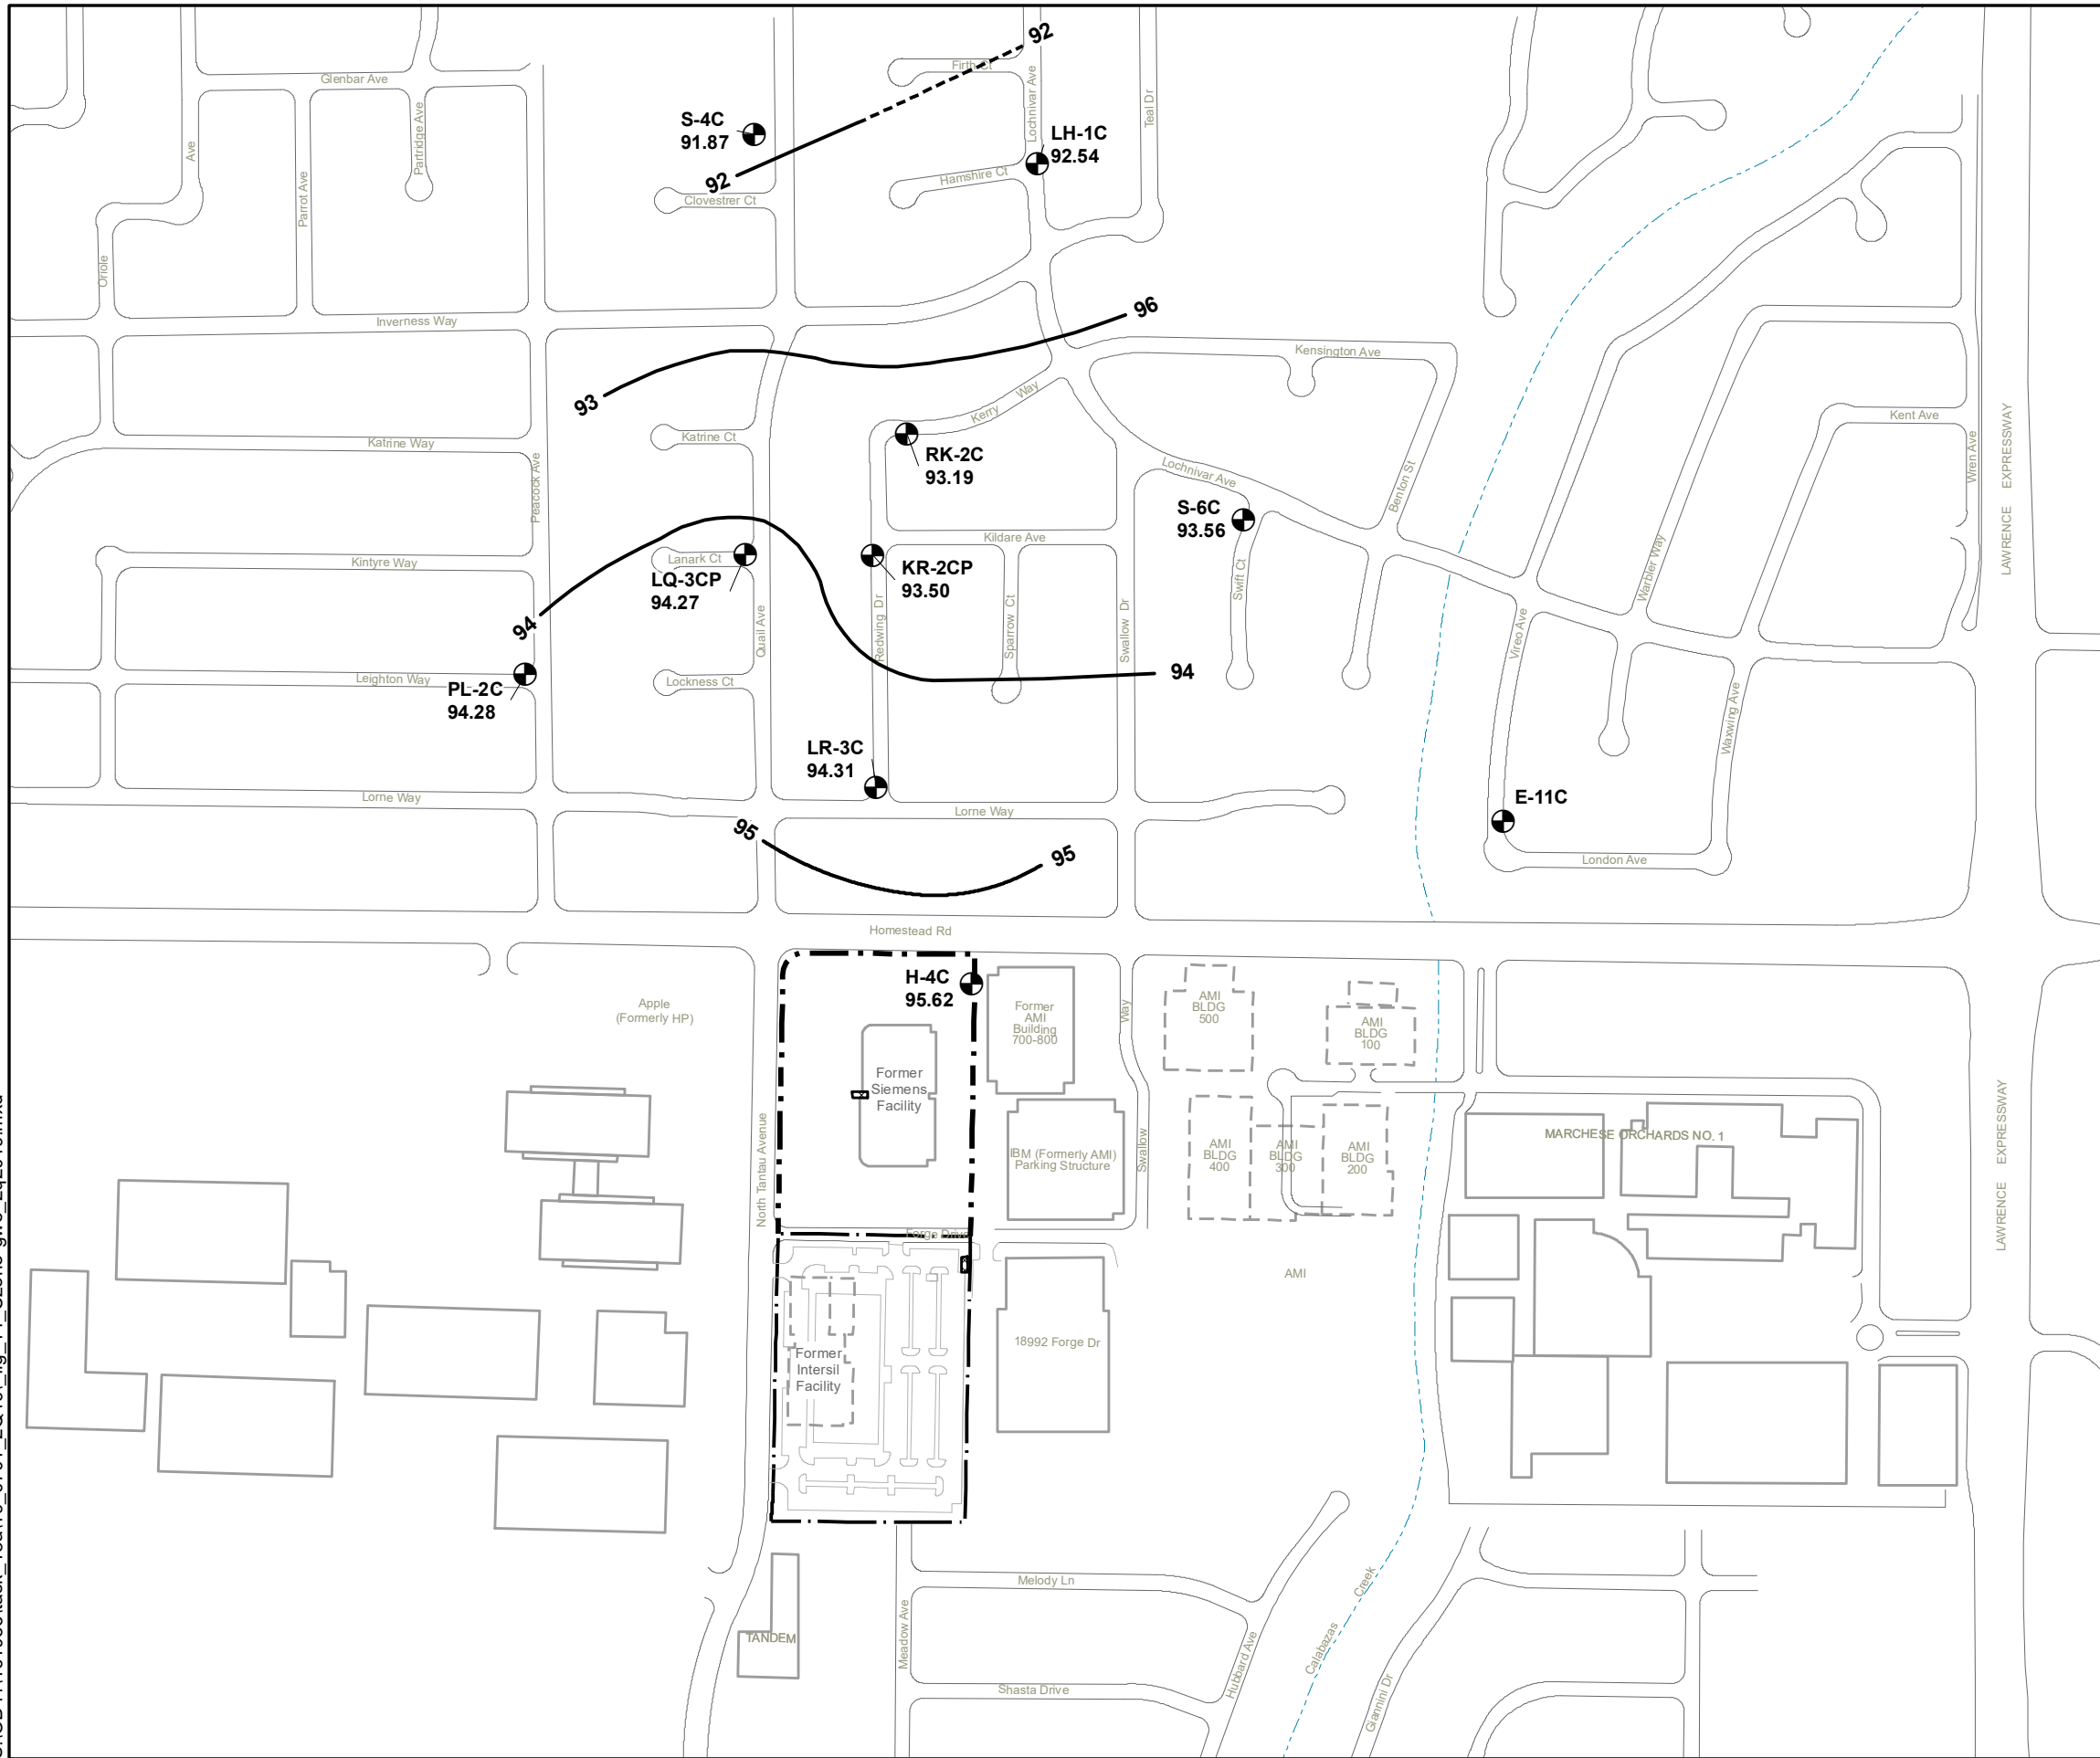 92
Firth Ct
Glenbar Ave
Lochnivar Ave
Teal Dr
Partridge Ave
Ave
S-4C
91.87
LH-1C
92.54
92
Hamshire Ct
Clovestrer Ct
Parrot Ave
Oriole
Inverness Way
96
Kensington Ave
93
Kerry
Way
Kent Ave
Katrine Way
Katrine Ct
RK-2C
93.19
Peacock Ave
Lochnivar Ave
Benton St
Wren Ave
LAWRENCE EXPRESSWAY
S-6C
93.56
Kildare Ave
Kintyre Way
Lanark Ct
LQ-3CP
94.27
KR-2CP
93.50
Swift Ct
Warbler Way
94
Quail Ave
Redwing Dr
Sparrow Ct
Swallow Dr
Vireo Ave
94
Leighton Way
PL-2C
94.28
Lockness Ct
Waxwing Ave
LR-3C
94.31
Lorne Way
Lorne Way
E-11C
95
95
London Ave
Homestead Rd
H-4C
95.62
Apple
(Formerly HP)
Former
AMI
Building
700-800
Way
AMI
BLDG
500
AMI
BLDG
100
Former
Siemens
Facility
North Tantau Avenue
IBM (Formerly AMI)
Parking Structure
Swallow
AMI
BLDG
400
AMI
BLDG
300
AMI
BLDG
200
MARCHESE ORCHARDS NO. 1
LAWRENCE EXPRESSWAY
Forge Drive
AMI
18992 Forge Dr
Former
Intersil
Facility
Melody Ln
Creek
Calabazas
TANDEM
Meadow Ave
Hubbard Ave
Shasta Drive
Giannini Dr